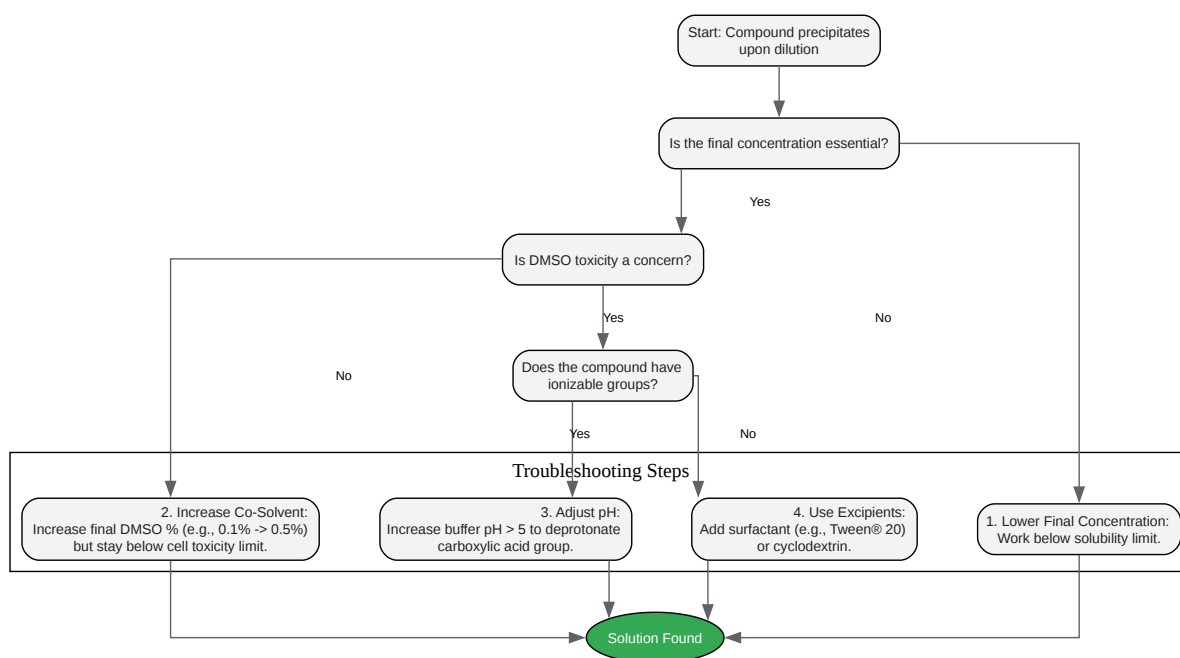 Start: Compound precipitates
upon dilution
Is the final concentration essential?
Yes
Is DMSO toxicity a concern?
Yes
No
Does the compound have
ionizable groups?
No
Yes
No
Troubleshooting Steps
2. Increase Co-Solvent:
Increase final DMSO % (e.g., 0.1% -> 0.5%)
but stay below cell toxicity limit.
3. Adjust pH:
Increase buffer pH > 5 to deprotonate
carboxylic acid group.
4. Use Excipients:
Add surfactant (e.g., Tween® 20)
or cyclodextrin.
1. Lower Final Concentration:
Work below solubility limit.
Solution Found